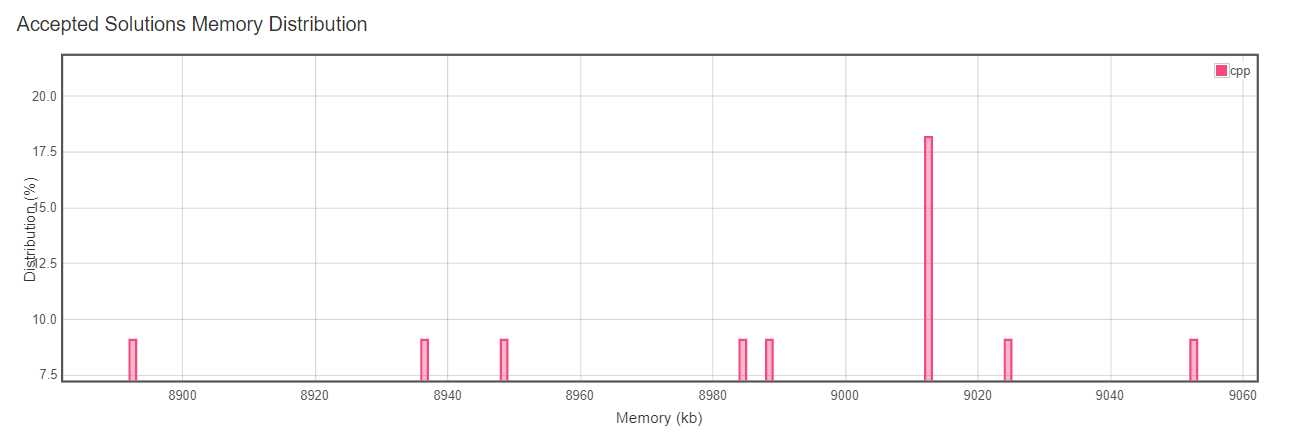 Accepted Solutions Memory Distribution
cpp
20.0
17.5
15.0
12.5
10.0
7.5
Distribution (%)
8900 8920 8940 8960 8980 9000 9020 9040 9060
Memory (kb)